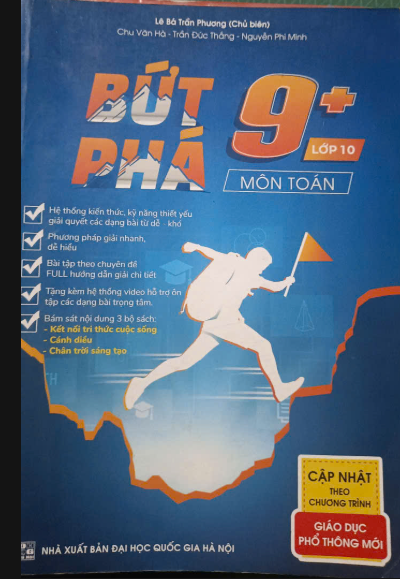 Lê Bá Trần Phương (Chủ biên)
Chu Văn Hà - Trần Đức Thắng - Nguyễn Phi Minh
BỨT
PHÁ
9+
LỚP 10
MÔN TOÁN
Hệ thống kiến thức, kỹ năng thiết yếu
giải quyết các dạng bài từ dễ - khó
Phương pháp giải nhanh,
dễ hiểu
Bài tập theo chuyên đề
FULL hướng dẫn giải chi tiết
Tặng kèm hệ thống video hỗ trợ ôn
tập các dạng bài trọng tâm.
Bám sát nội dung 3 bộ sách:
- Kết nối tri thức cuộc sống
- Cánh diều
- Chân trời sáng tạo
CẬP NHẬT
THEO
CHƯƠNG TRÌNH
GIÁO DỤC
PHỔ THÔNG MỚI
NHÀ XUẤT BẢN ĐẠI HỌC QUỐC GIA HÀ NỘI